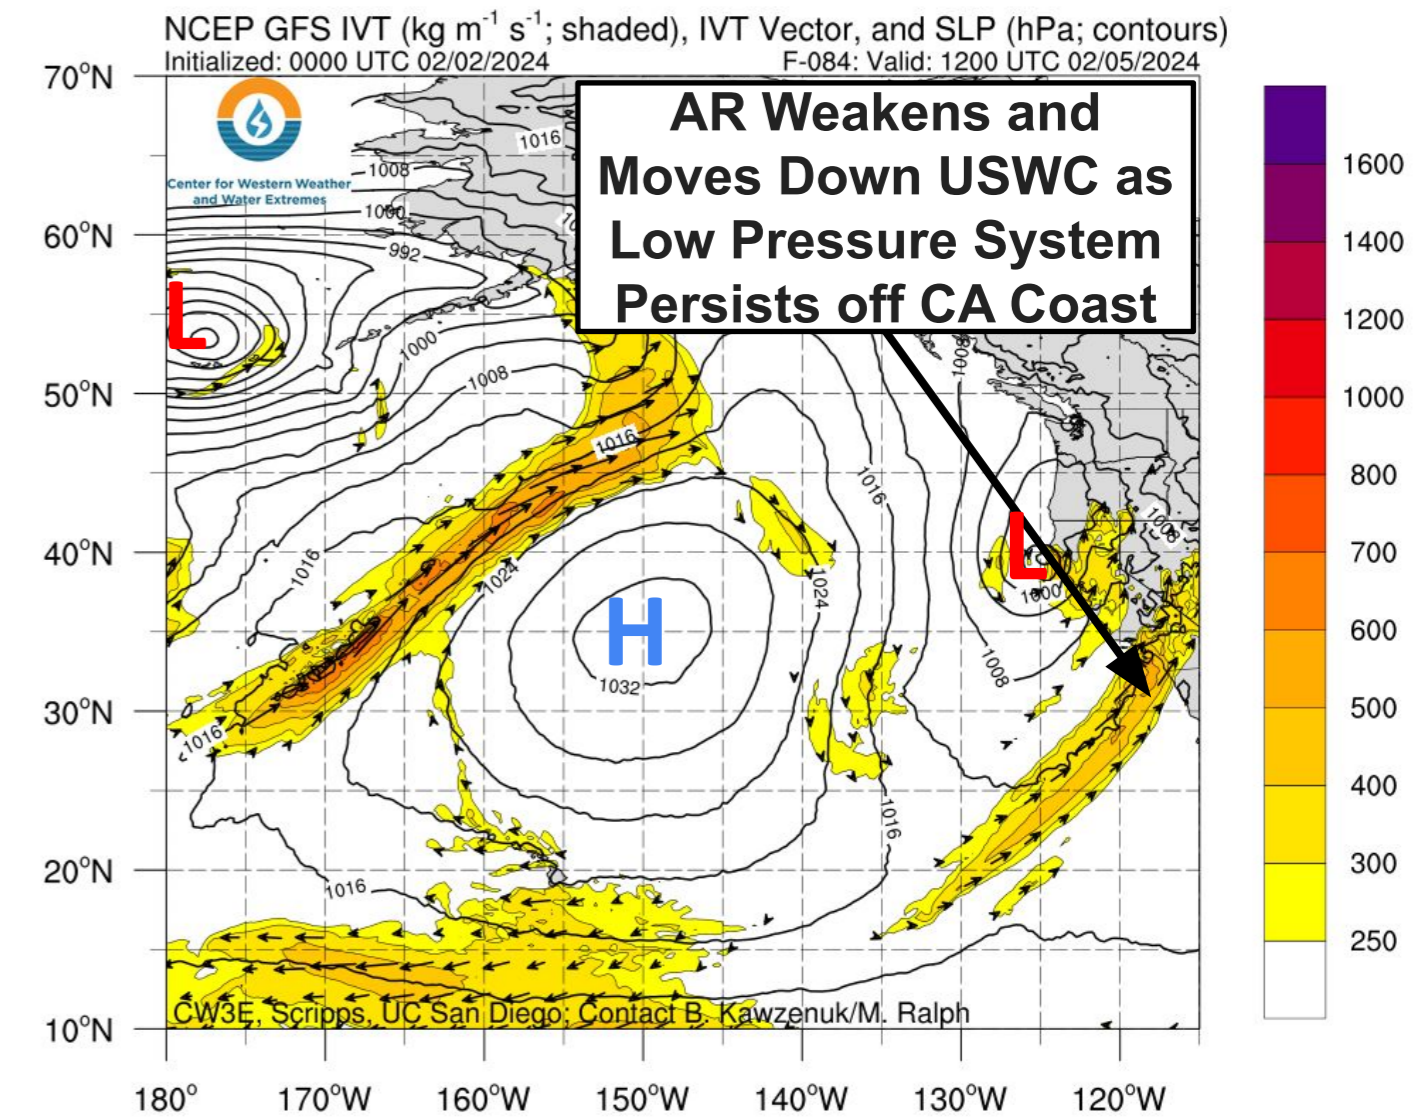 NCEP GFS IVT (kg m⁻¹ s⁻¹; shaded), IVT Vector, and SLP (hPa; contours)
Initialized: 0000 UTC 02/02/2024
F-084: Valid: 1200 UTC 02/05/2024
70°N
60°N
50°N
40°N
30°N
20°N
10°N
Center for Western Weather
and Water Extremes
AR Weakens and
Moves Down USWC as
Low Pressure System
Persists off CA Coast
1016
1008
1000
992
L
1000
1008
1008
1016
1016
1016
1024
1024
1008
L
1000
H
1032
1008
1016
1016
1016
CW3E, Scripps, UC San Diego; Contact B. Kawzenuk/M. Ralph
180°
170°W
160°W
150°W
140°W
130°W
120°W
1600
1400
1200
1000
800
700
600
500
400
300
250